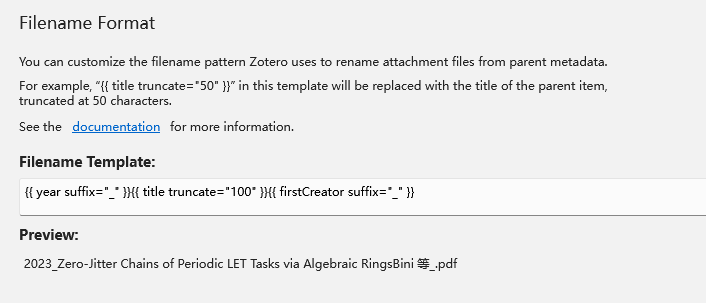 Filename Format
You can customize the filename pattern Zotero uses to rename attachment files from parent metadata.
For example, “{{ title truncate="50" }}” in this template will be replaced with the title of the parent item,
truncated at 50 characters.
See the documentation for more information.
Filename Template:
{{ year suffix="_" }}{{ title truncate="100" }}{{ firstCreator suffix="_" }}
Preview:
2023_Zero-Jitter Chains of Periodic LET Tasks via Algebraic RingsBini 等_.pdf